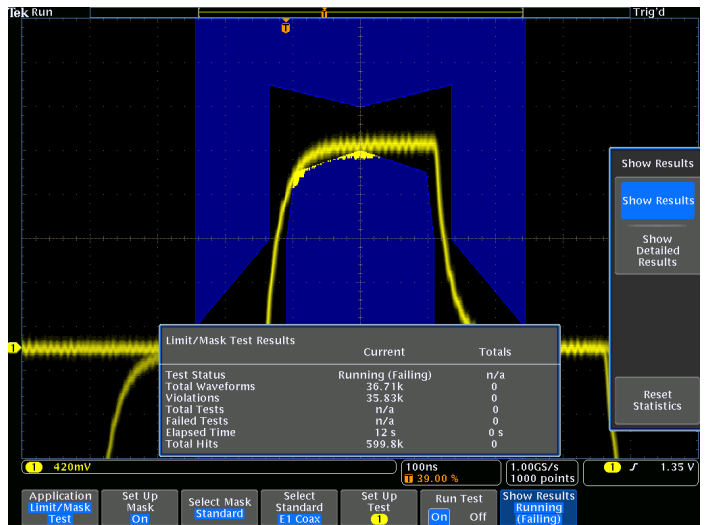 Tek Run Trig'd
T
T
Show Results
Show Results
Show
Detailed
Results
Reset
Statistics
1
Limit/Mask Test Results
Current Totals
Test Status Running (Failing) n/a
Total Waveforms 36.71k 0
Violations 35.83k 0
Total Tests n/a 0
Failed Tests n/a 0
Elapsed Time 12 s 0 s
Total Hits 599.8k 0
1 420mV
100ns
T 39.00 %
1.00GS/s
1000 points
1 1.35 V
Application
Limit/Mask
Test
Set Up
Mask
On
Select Mask
Standard
Select
Standard
E1 Coax
Set Up
Test
1
Run Test
On Off
Show Results
Running
(Failing)